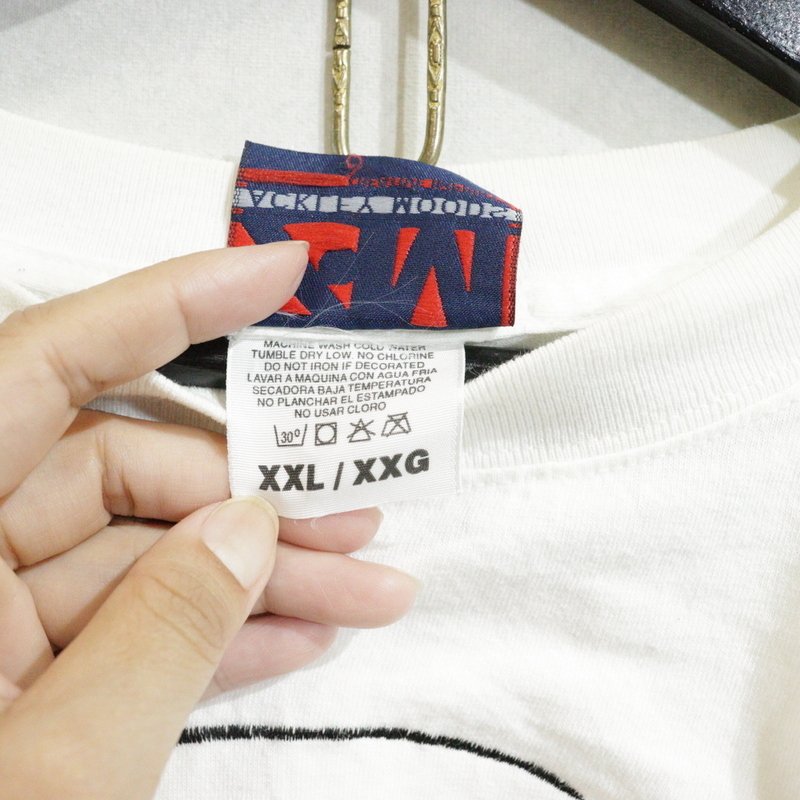 MACHINE WASH COLD WATER
TUMBLE DRY LOW, NO CHLORINE
DO NOT IRON IF DECORATED
LAVAR A MAQUINA CON AGUA FRIA
SECADORA BAJA TEMPERATURA
NO PLANCHAR EL ESTAMPADO
NO USAR CLORO
30°
XXL / XXG